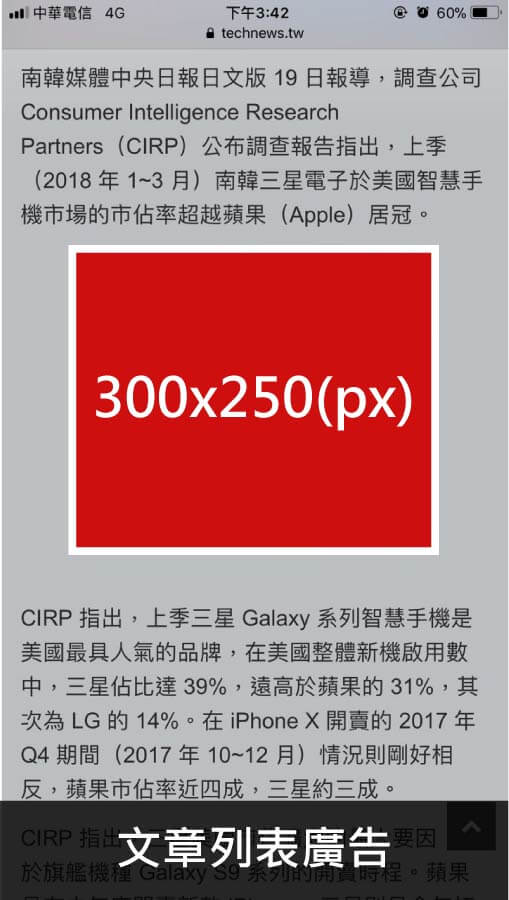 中華電信 4G 下午3:42 60%
technews.tw
南韓媒體中央日報日文版 19 日報導，調查公司
Consumer Intelligence Research
Partners（CIRP）公布調查報告指出，上季
（2018 年 1~3 月）南韓三星電子於美國智慧手
機市場的市佔率超越蘋果（Apple）居冠。
300x250(px)
CIRP 指出，上季三星 Galaxy 系列智慧手機是
美國最具人氣的品牌，在美國整體新機啟用數
中，三星佔比達 39%，遠高於蘋果的 31%，其
次為 LG 的 14%。在 iPhone X 開賣的 2017 年
Q4 期間（2017 年 10~12 月）情況則剛好相
反，蘋果市佔率近四成，三星約三成。
CIRP 指出 要因
文章列表廣告
於旗艦機種 Galaxy S9 系列的開賣時程。蘋果